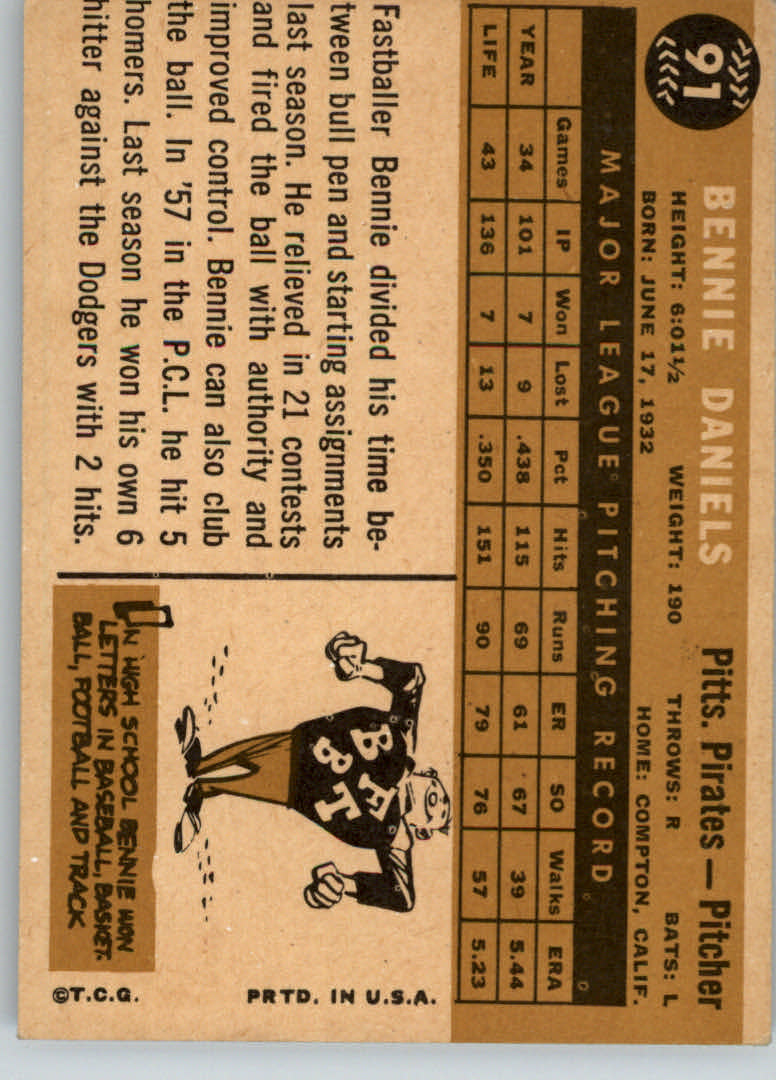 91
BENNIE DANIELS
Pitts. Pirates—Pitcher
HEIGHT: 6:01½ WEIGHT: 190 THROWS: R BATS: L
BORN: JUNE 17, 1932 HOME: COMPTON, CALIF.
MAJOR LEAGUE PITCHING RECORD
Games IP Won Lost Pct Hits Runs ER SO Walks ERA
YEAR 34 101 7 9 .438 115 69 61 67 39 5.44
LIFE 43 136 7 13 .350 151 90 79 76 57 5.23
Fastballer Bennie divided his time be-
tween bull pen and starting assignments
last season. He relieved in 21 contests
and fired the ball with authority and
improved control. Bennie can also club
the ball. In '57 in the P.C.L. he hit 5
homers. Last season he won his own 6
hitter against the Dodgers with 2 hits.
B F
& T
IN HIGH SCHOOL BENNIE WON
LETTERS IN BASEBALL, BASKET-
BALL, FOOTBALL AND TRACK
©T.C.G. PRTD. IN U.S.A.